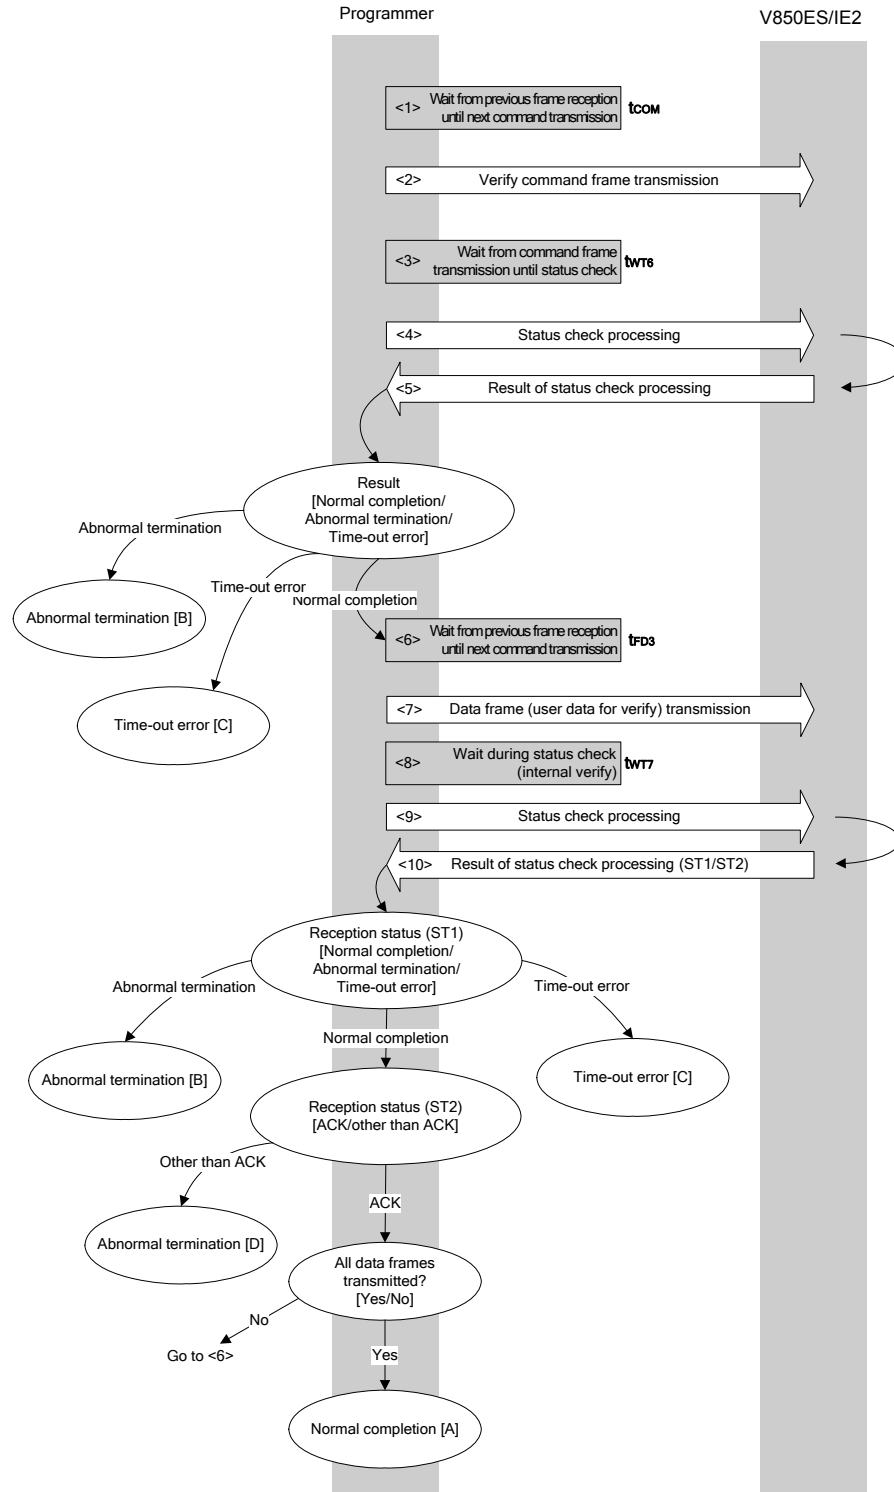 Programmer
V850ES/IE2
<1> Wait from previous frame reception
until next command transmission
tCOM
<2> Verify command frame transmission
<3> Wait from command frame
transmission until status check
tWT6
<4> Status check processing
<5> Result of status check processing
Result
[Normal completion/
Abnormal termination/
Time-out error]
Abnormal termination
Time-out error
Normal completion
Abnormal termination [B]
<6> Wait from previous frame reception
until next command transmission
tFD3
Time-out error [C]
<7> Data frame (user data for verify) transmission
<8> Wait during status check
(internal verify)
tWT7
<9> Status check processing
<10> Result of status check processing (ST1/ST2)
Reception status (ST1)
[Normal completion/
Abnormal termination/
Time-out error]
Abnormal termination
Time-out error
Normal completion
Abnormal termination [B]
Time-out error [C]
Reception status (ST2)
[ACK/other than ACK]
Other than ACK
ACK
Abnormal termination [D]
All data frames
transmitted?
[Yes/No]
No
Go to <6>
Yes
Normal completion [A]